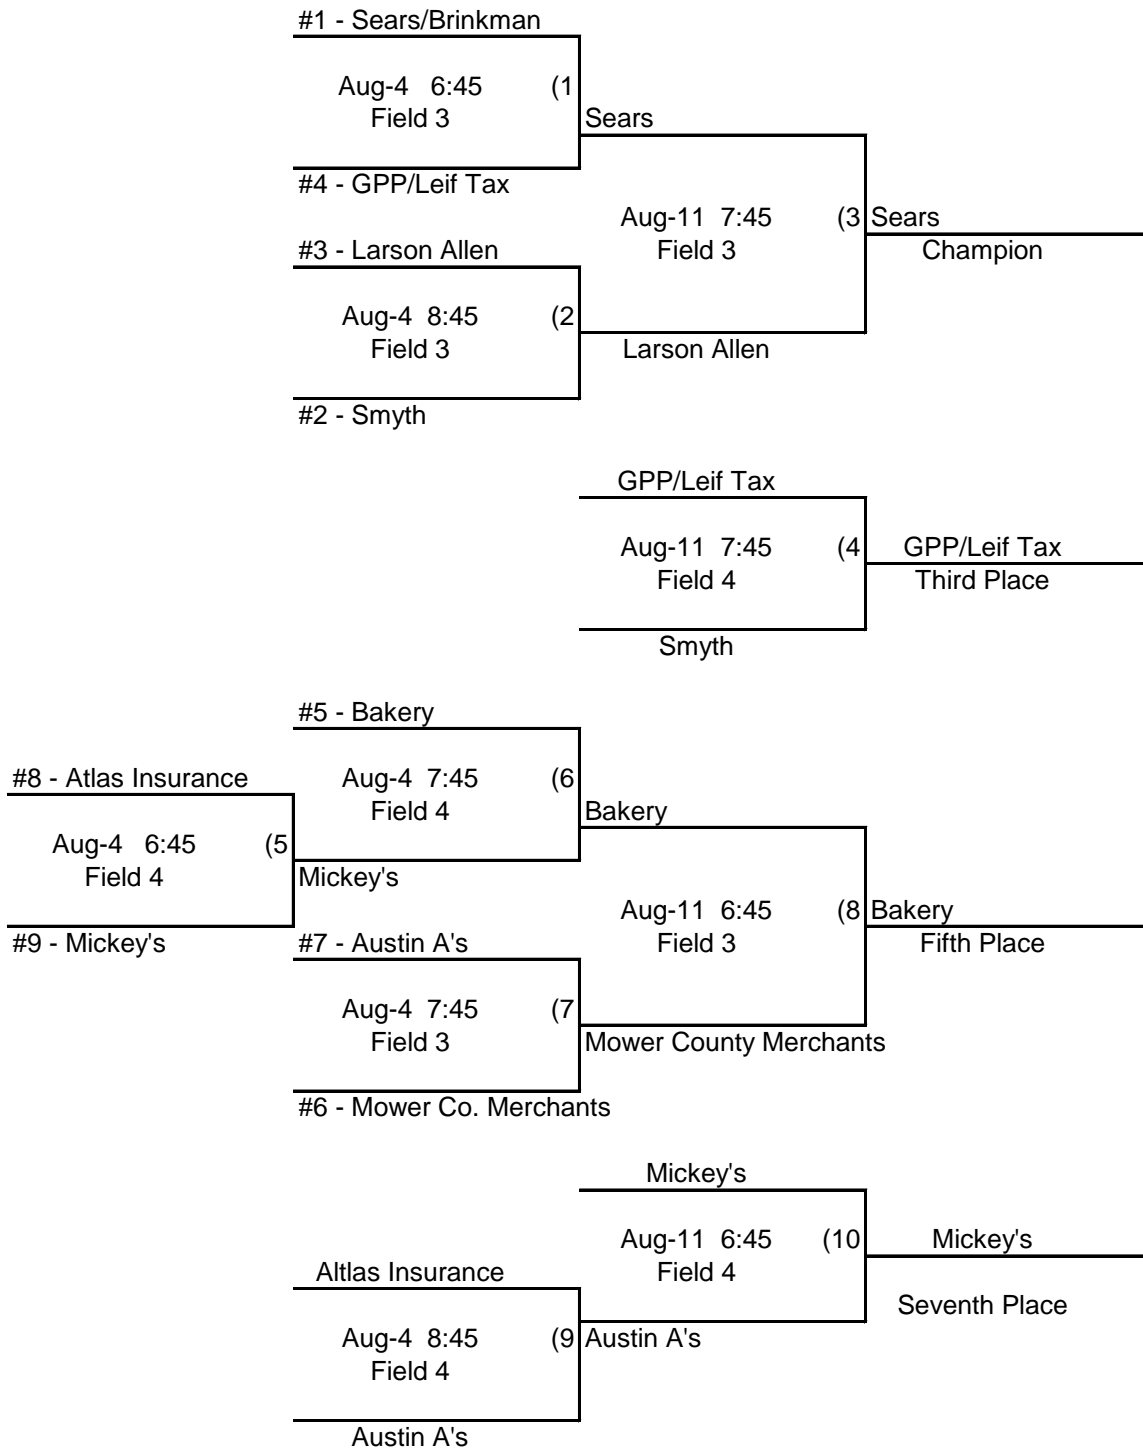 #1 - Sears/Brinkman
Aug-4 6:45 (1
Field 3
Sears
#4 - GPP/Leif Tax
Aug-11 7:45 (3 Sears
#3 - Larson Allen
Field 3
Champion
Aug-4 8:45 (2
Field 3
Larson Allen
#2 - Smyth
GPP/Leif Tax
Aug-11 7:45 (4 GPP/Leif Tax
Field 4
Third Place
Smyth
#5 - Bakery
#8 - Atlas Insurance
Aug-4 7:45 (6
Field 4
Bakery
Aug-4 6:45 (5
Field 4
Mickey's
Aug-11 6:45 (8 Bakery
#9 - Mickey's
#7 - Austin A's
Field 3
Fifth Place
Aug-4 7:45 (7
Field 3
Mower County Merchants
#6 - Mower Co. Merchants
Mickey's
Aug-11 6:45 (10 Mickey's
Field 4
Altlas Insurance
Seventh Place
Aug-4 8:45 (9 Austin A's
Field 4
Austin A's